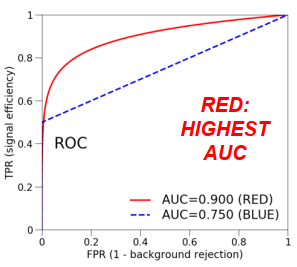 1
0.8
0.6
0.4
0.2
0
TPR (signal efficiency)
ROC
RED:
HIGHEST
AUC
AUC=0.900 (RED)
AUC=0.750 (BLUE)
0 0.2 0.4 0.6 0.8 1
FPR (1 - background rejection)